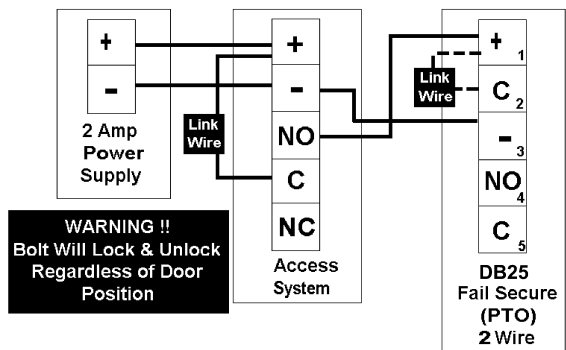 +
-
2 Amp
Power
Supply
WARNING !!
Bolt Will Lock & Unlock
Regardless of Door
Position
+
-
NO
C
NC
Link
Wire
Access
System
+ 1
C 2
- 3
NO 4
C 5
Link
Wire
DB25
Fail Secure
(PTO)
2 Wire